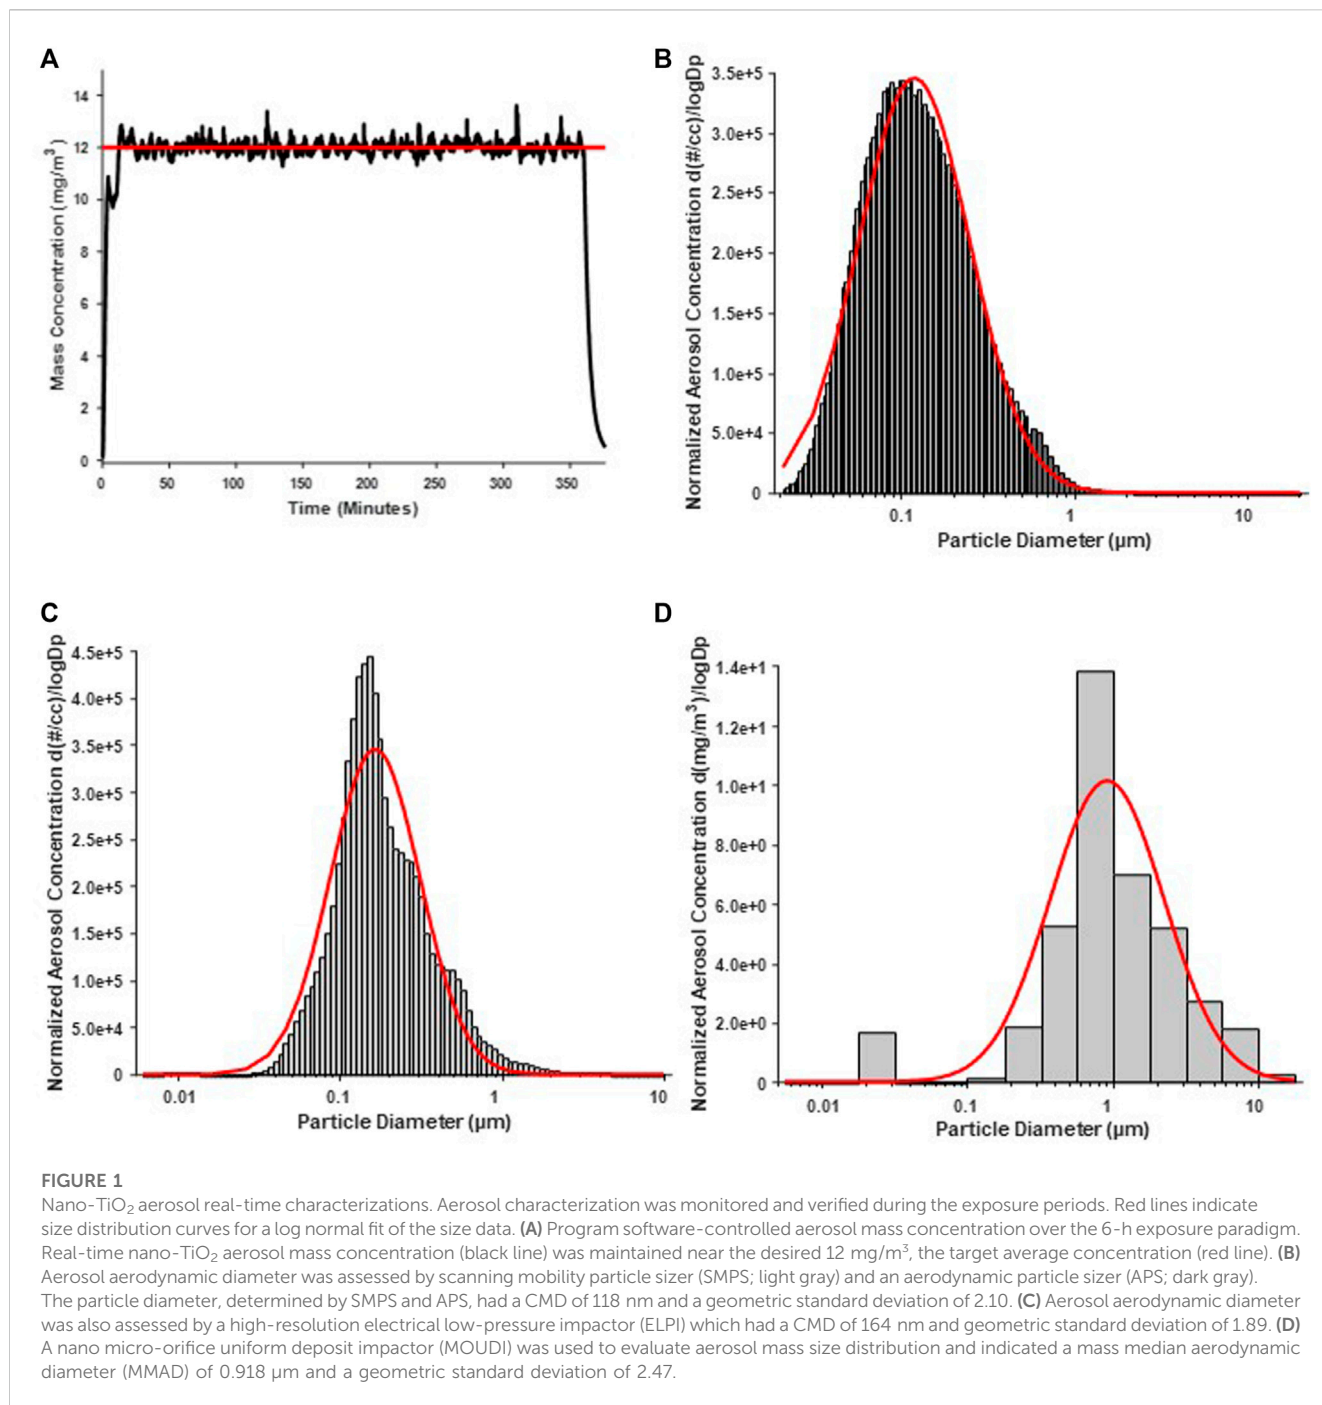 A
Mass Concentration (mg/m³)
14
12
10
8
6
4
2
0
0 50 100 150 200 250 300 350
Time (Minutes)
B
Normalized Aerosol Concentration d(#/cc)/logDp
3.5e+5
3.0e+5
2.5e+5
2.0e+5
1.5e+5
1.0e+5
5.0e+4
0
0.1 1 10
Particle Diameter (µm)
C
Normalized Aerosol Concentration d(#/cc)/logDp
4.5e+5
4.0e+5
3.5e+5
3.0e+5
2.5e+5
2.0e+5
1.5e+5
1.0e+5
5.0e+4
0
0.01 0.1 1 10
Particle Diameter (µm)
D
Normalized Aerosol Concentration d(mg/m³)/logDp
1.4e+1
1.2e+1
1.0e+1
8.0e+0
6.0e+0
4.0e+0
2.0e+0
0
0.01 0.1 1 10
Particle Diameter (µm)
FIGURE 1
Nano-TiO₂ aerosol real-time characterizations. Aerosol characterization was monitored and verified during the exposure periods. Red lines indicate
size distribution curves for a log normal fit of the size data. (A) Program software-controlled aerosol mass concentration over the 6-h exposure paradigm.
Real-time nano-TiO₂ aerosol mass concentration (black line) was maintained near the desired 12 mg/m³, the target average concentration (red line). (B)
Aerosol aerodynamic diameter was assessed by scanning mobility particle sizer (SMPS; light gray) and an aerodynamic particle sizer (APS; dark gray).
The particle diameter, determined by SMPS and APS, had a CMD of 118 nm and a geometric standard deviation of 2.10. (C) Aerosol aerodynamic diameter
was also assessed by a high-resolution electrical low-pressure impactor (ELPI) which had a CMD of 164 nm and geometric standard deviation of 1.89. (D)
A nano micro-orifice uniform deposit impactor (MOUDI) was used to evaluate aerosol mass size distribution and indicated a mass median aerodynamic
diameter (MMAD) of 0.918 µm and a geometric standard deviation of 2.47.